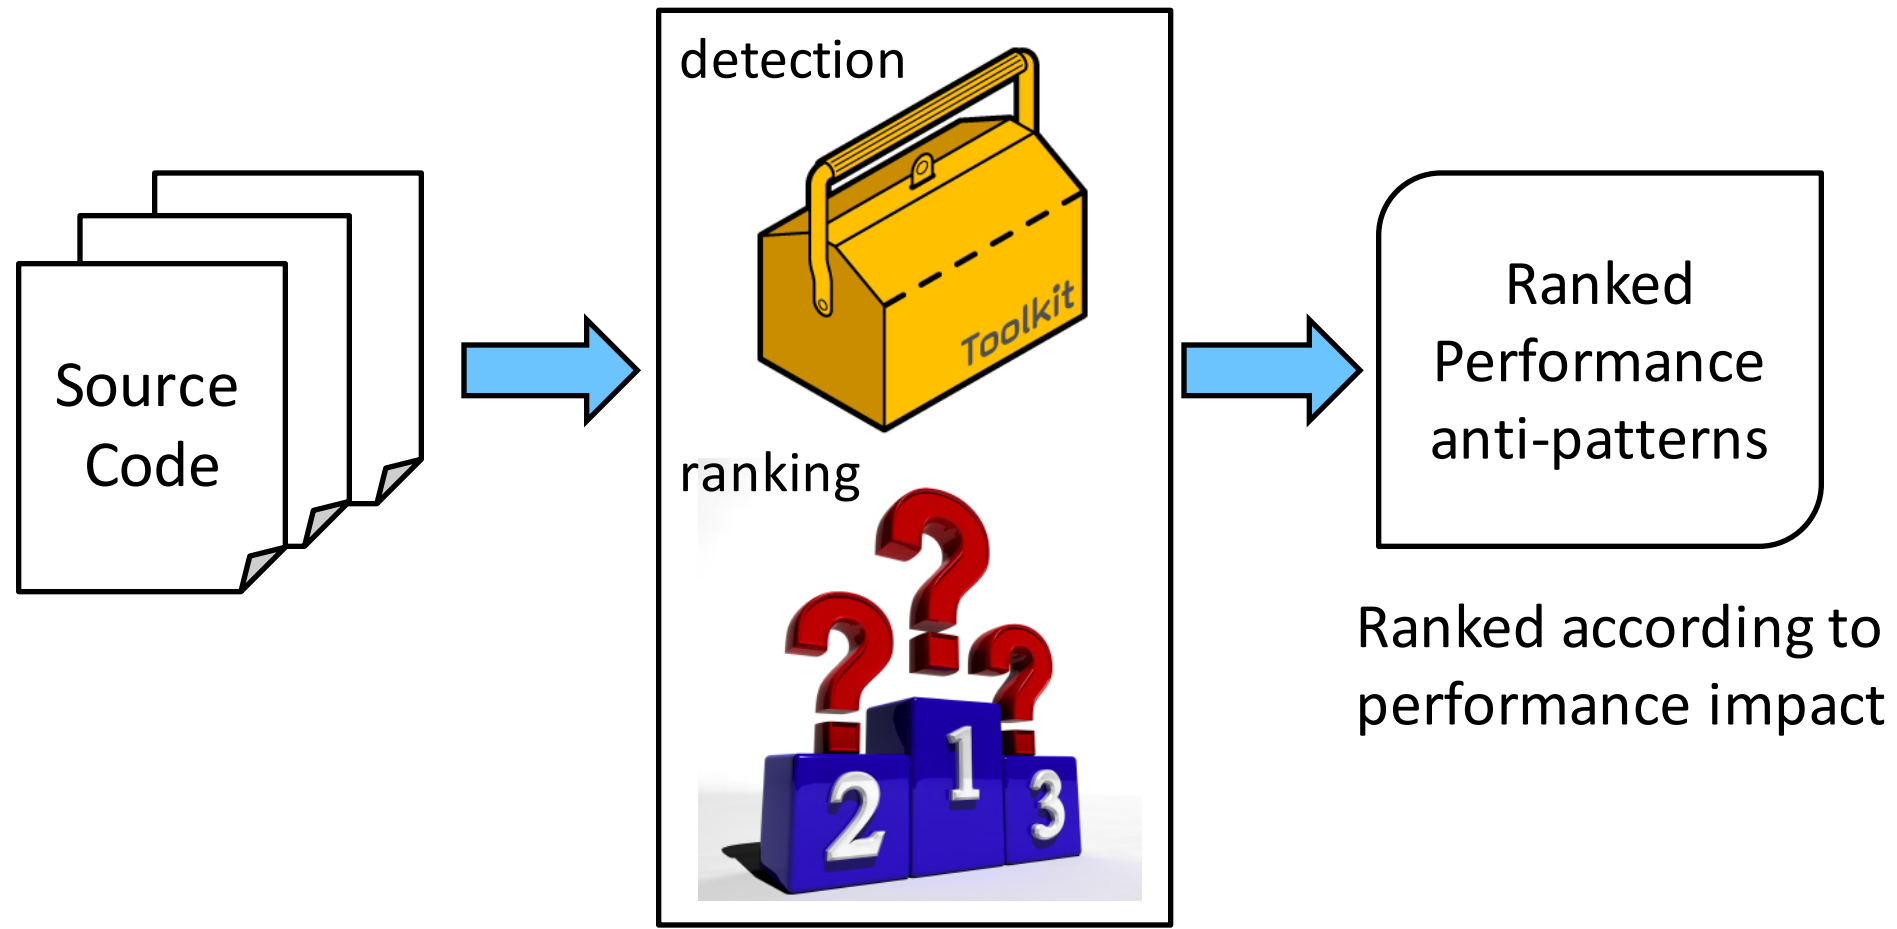 Source
Code
detection
Toolkit
ranking
2
1
3
Ranked
Performance
anti-patterns
Ranked according to
performance impact